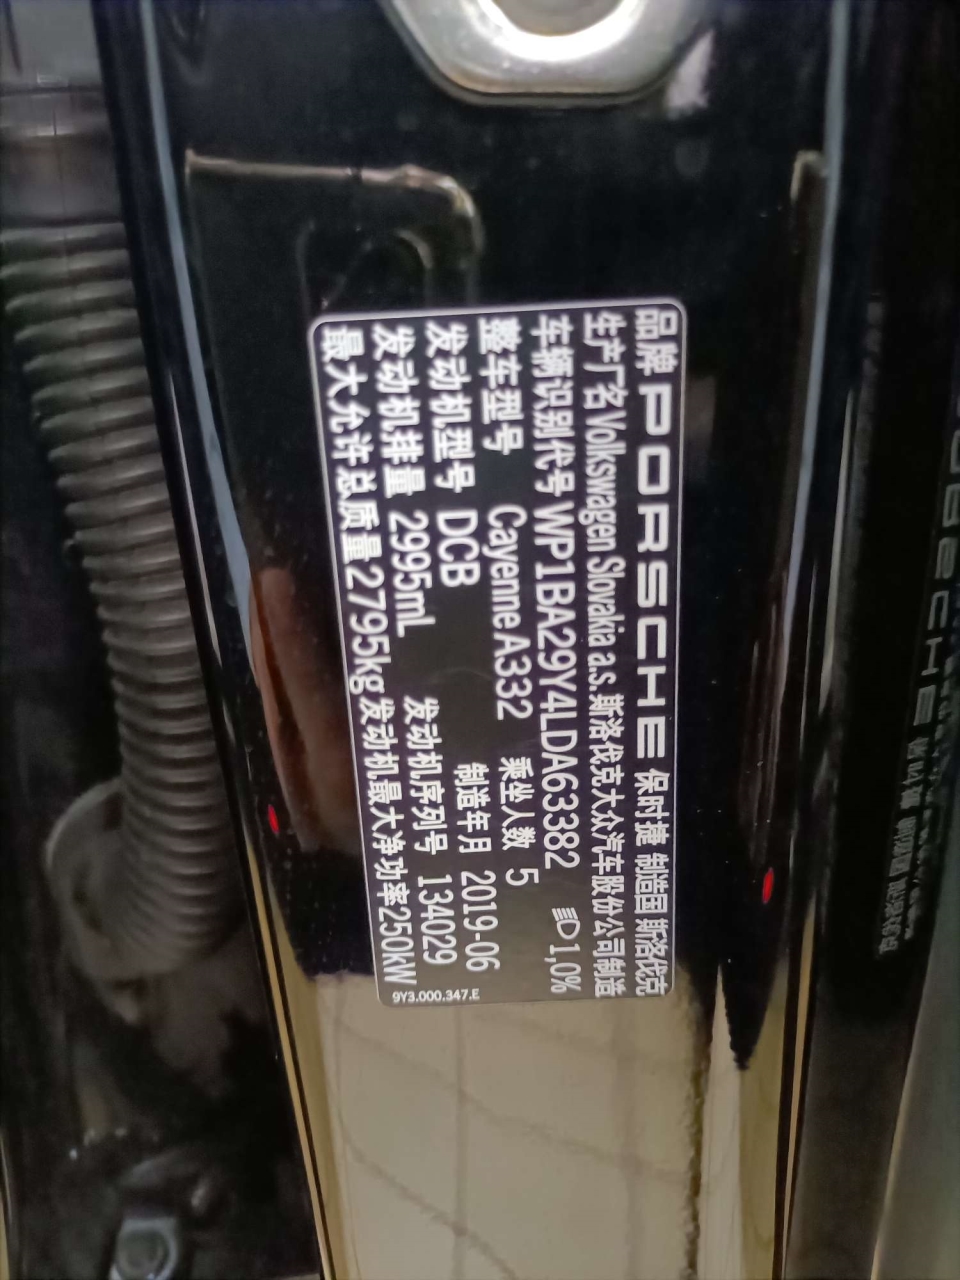 品牌 PORSCHE 保时捷 制造国 斯洛伐克
生产厂名 Volkswagen Slovakia a.s. 斯洛伐克大众汽车股份公司制造
车辆识别代号 WP1BA29Y4LDA63382 1,0%
整车型号 Cayenne A332 乘坐人数 5
发动机型号 DCB 制造年月 2019-06
发动机排量 2995mL 发动机序列号 134029
最大允许总质量 2795kg 发动机最大净功率 250kW
9Y3.000.347.E